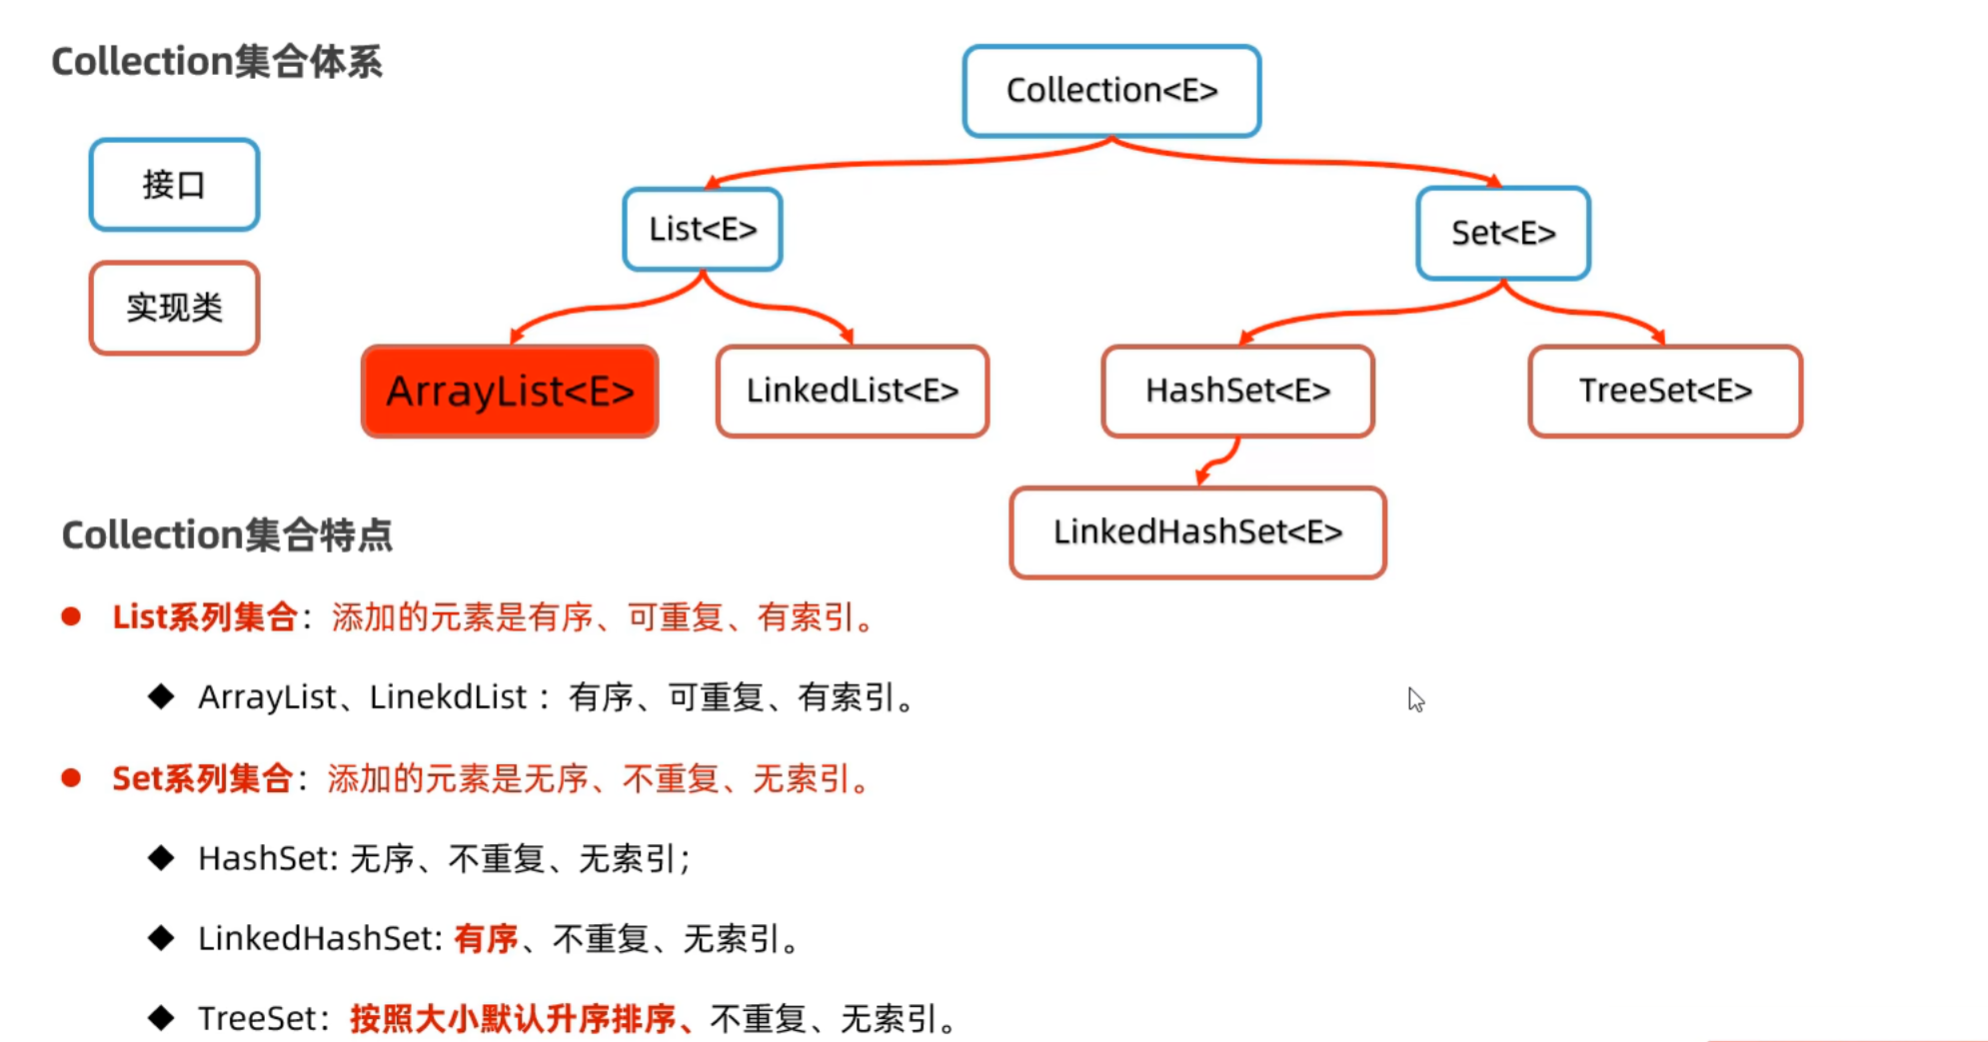 Collection集合体系
Collection<E>
接口
List<E>
Set<E>
实现类
ArrayList<E>
LinkedList<E>
HashSet<E>
TreeSet<E>
LinkedHashSet<E>
Collection集合特点
List系列集合：添加的元素是有序、可重复、有索引。
ArrayList、LinekdList ：有序、可重复、有索引。
Set系列集合：添加的元素是无序、不重复、无索引。
HashSet: 无序、不重复、无索引；
LinkedHashSet: 有序、不重复、无索引。
TreeSet：按照大小默认升序排序、不重复、无索引。